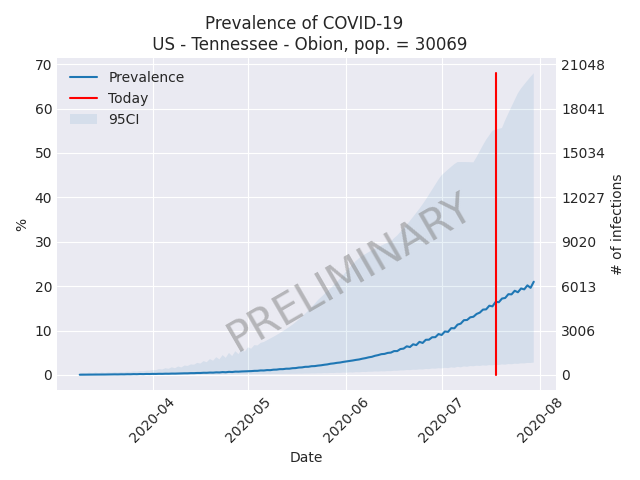 Prevalence of COVID-19
US - Tennessee - Obion, pop. = 30069
Prevalence
Today
95CI
PRELIMINARY
70
60
50
40
30
20
10
0
%
21048
18041
15034
12027
9020
6013
3006
0
# of infections
2020-04
2020-05
2020-06
2020-07
2020-08
Date